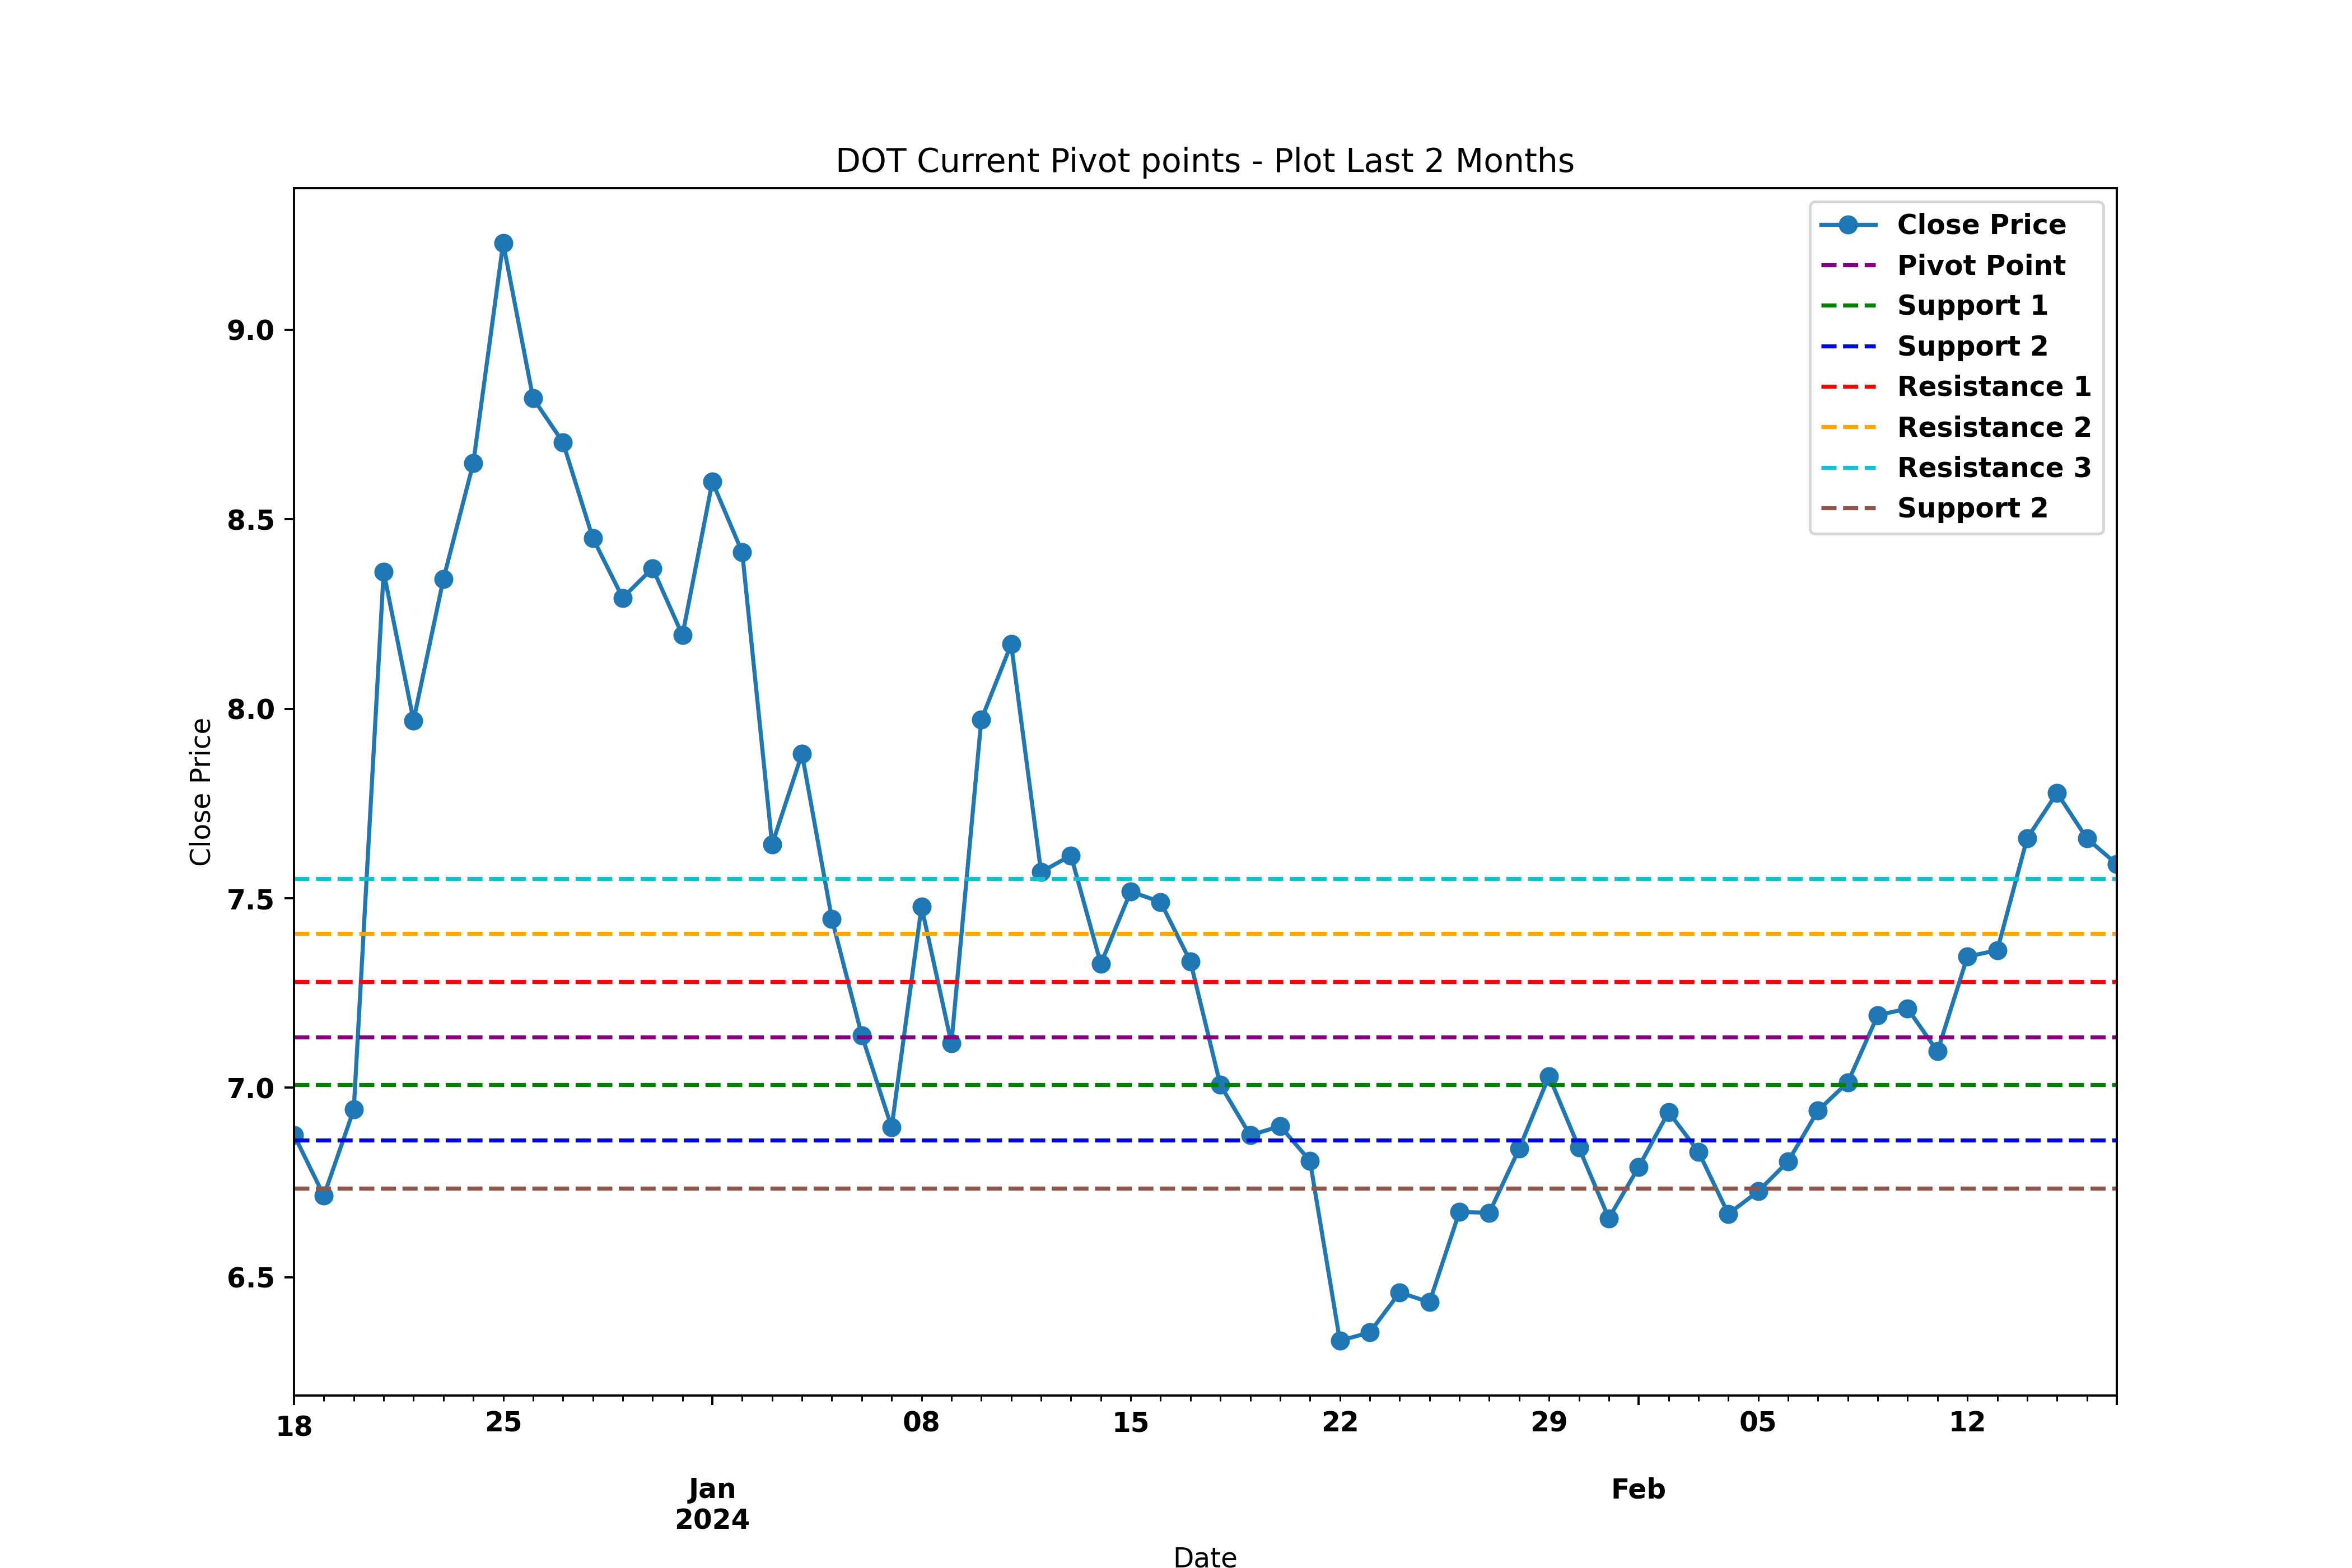 DOT Current Pivot points - Plot Last 2 Months
Close Price
Pivot Point
Support 1
Support 2
Resistance 1
Resistance 2
Resistance 3
Support 2
Close Price
9.0
8.5
8.0
7.5
7.0
6.5
18 25 08 15 22 29 05 12
Jan Feb
2024
Date